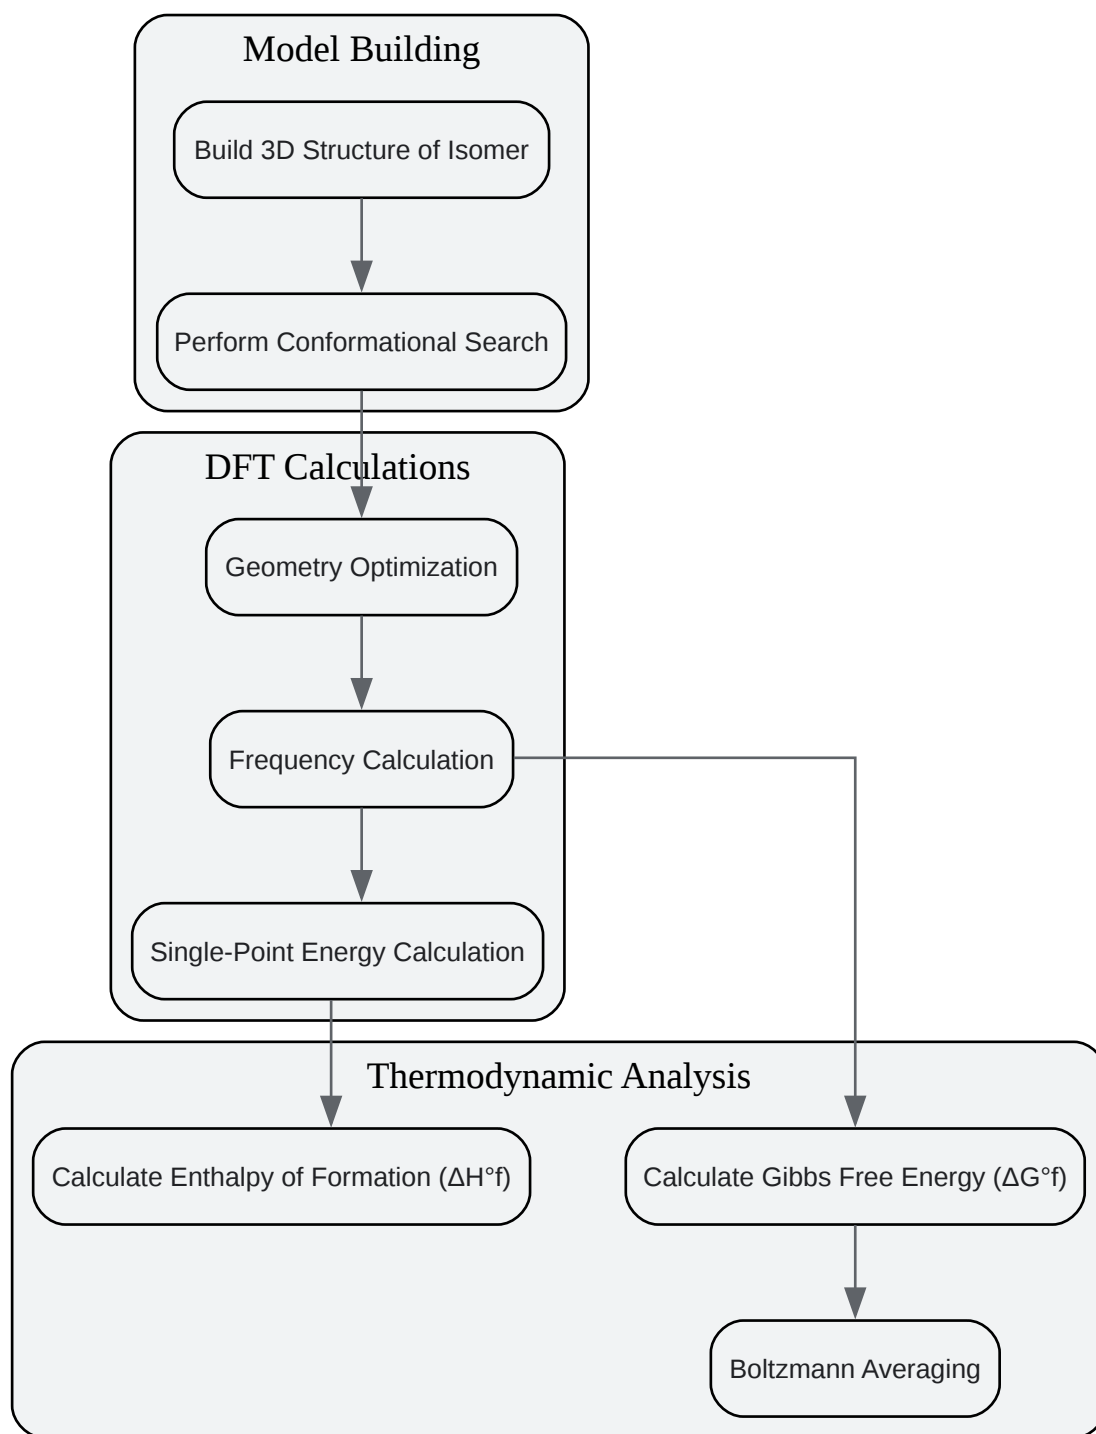 Model Building
Build 3D Structure of Isomer
Perform Conformational Search
DFT Calculations
Geometry Optimization
Frequency Calculation
Single-Point Energy Calculation
Thermodynamic Analysis
Calculate Enthalpy of Formation (ΔH°f)
Calculate Gibbs Free Energy (ΔG°f)
Boltzmann Averaging